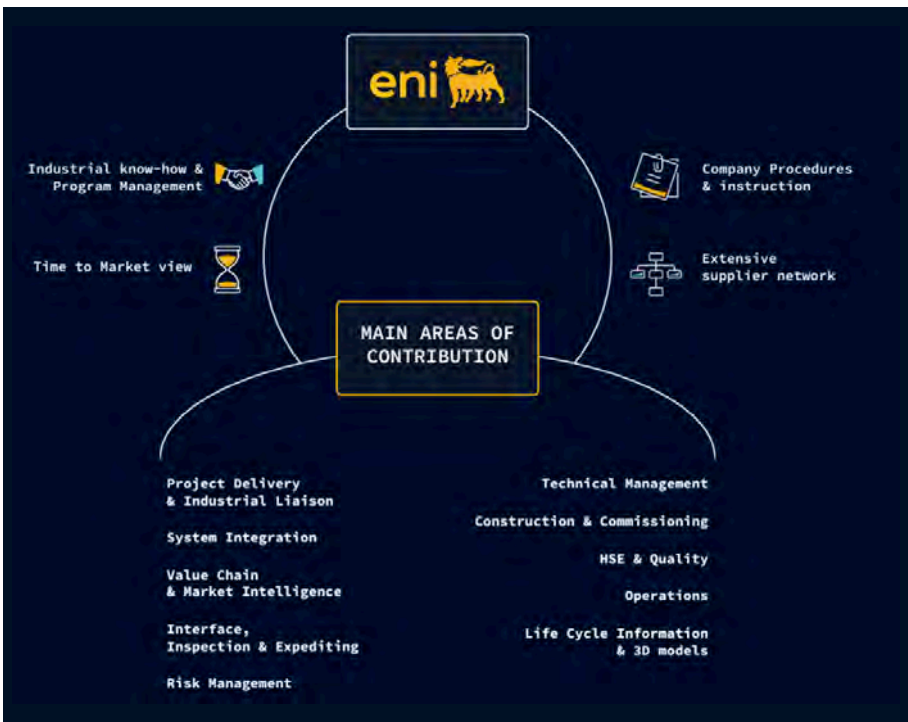 eni
Industrial know-how &
Program Management
Time to Market view
Company Procedures
& instruction
Extensive
supplier network
MAIN AREAS OF
CONTRIBUTION
Project Delivery
& Industrial Liaison
System Integration
Value Chain
& Market Intelligence
Interface,
Inspection & Expediting
Risk Management
Technical Management
Construction & Commissioning
HSE & Quality
Operations
Life Cycle Information
& 3D models